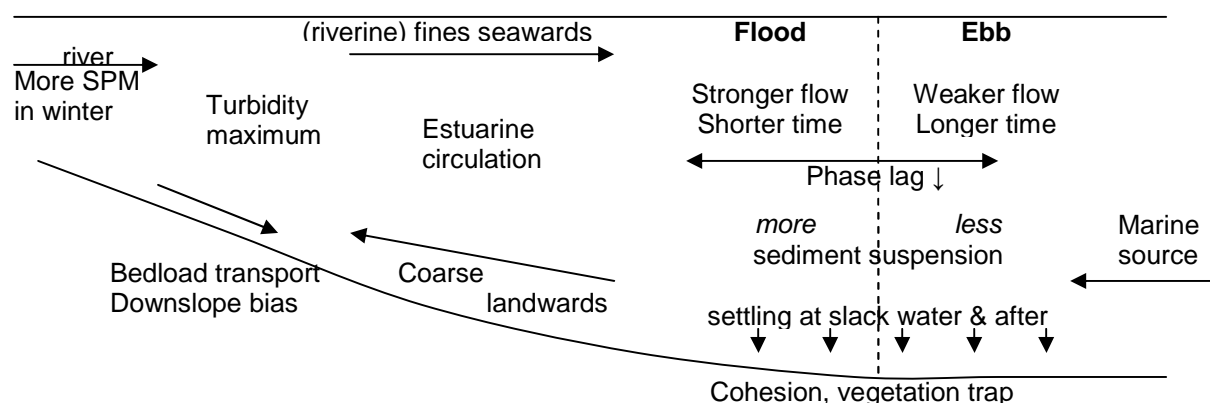 (riverine) fines seawards
Flood
Ebb
river
More SPM
in winter
Turbidity
maximum
Estuarine
circulation
Stronger flow
Shorter time
Weaker flow
Longer time
Phase lag ↓
more
less
sediment suspension
Marine
source
Bedload transport
Downslope bias
Coarse
landwards
settling at slack water & after
Cohesion, vegetation trap